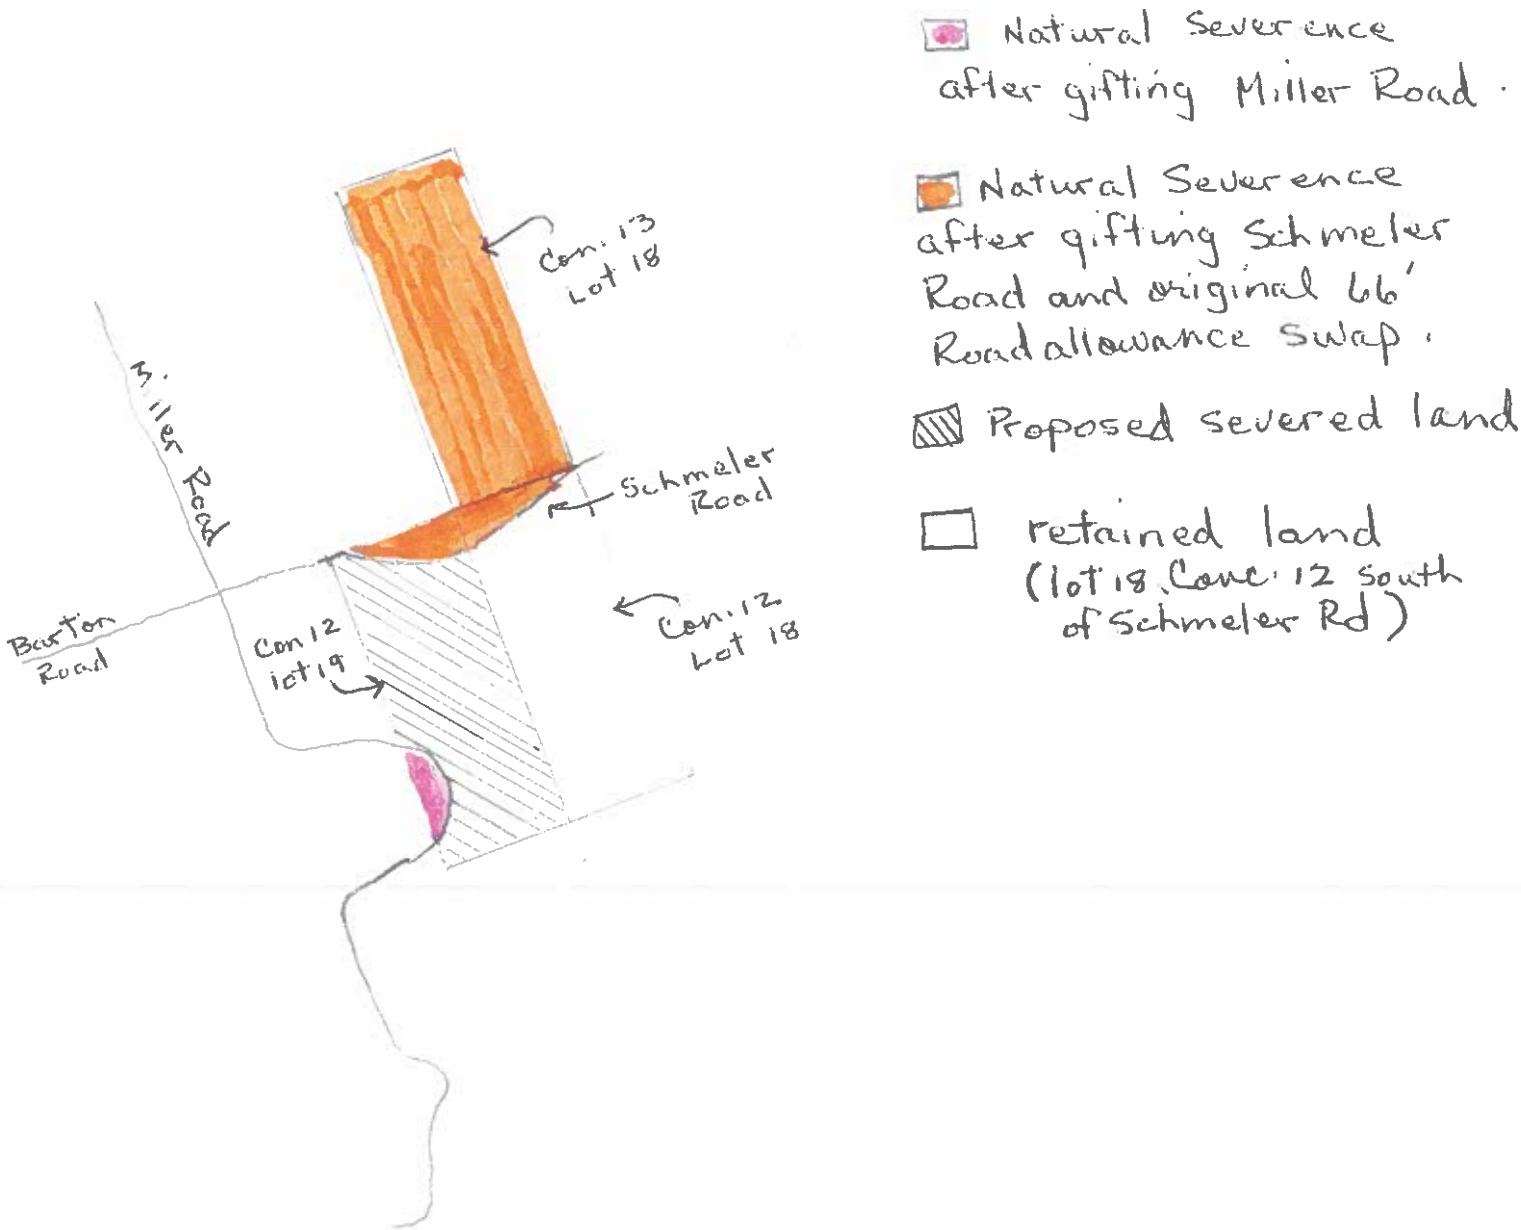 Natural Severence
after gifting Miller Road.
Natural Severence
after gifting Schmeler
Road and original 66'
Road allowance swap.
Proposed severed land
retained land
(lot 18 Conc. 12 South
of Schmeler Rd)
Con. 13
Lot 18
Miller Road
Schmeler
Road
Barton
Road
Con 12
lot 19
Con. 12
Lot 18